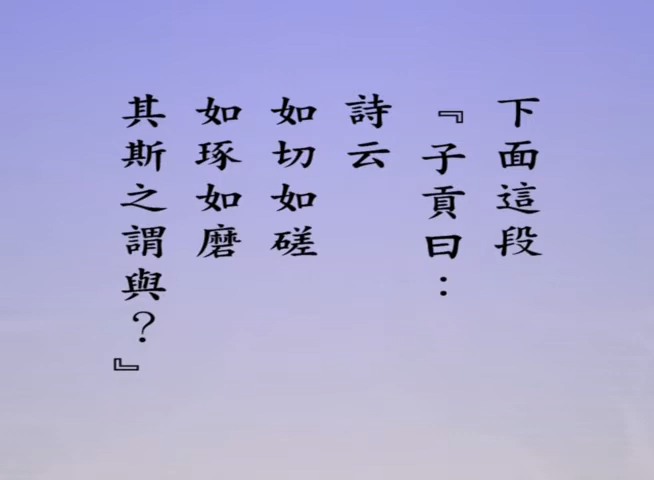 下面這段
『子貢曰：
詩云
如切如磋
如琢如磨
其斯之謂與？』